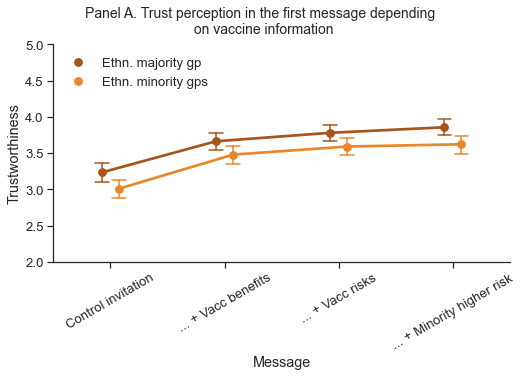 Panel A. Trust perception in the first message depending
on vaccine information
5.0
4.5
4.0
3.5
3.0
2.5
2.0
Trustworthiness
Ethn. majority gp
Ethn. minority gps
Control invitation
... + Vacc benefits
... + Vacc risks
... + Minority higher risk
Message